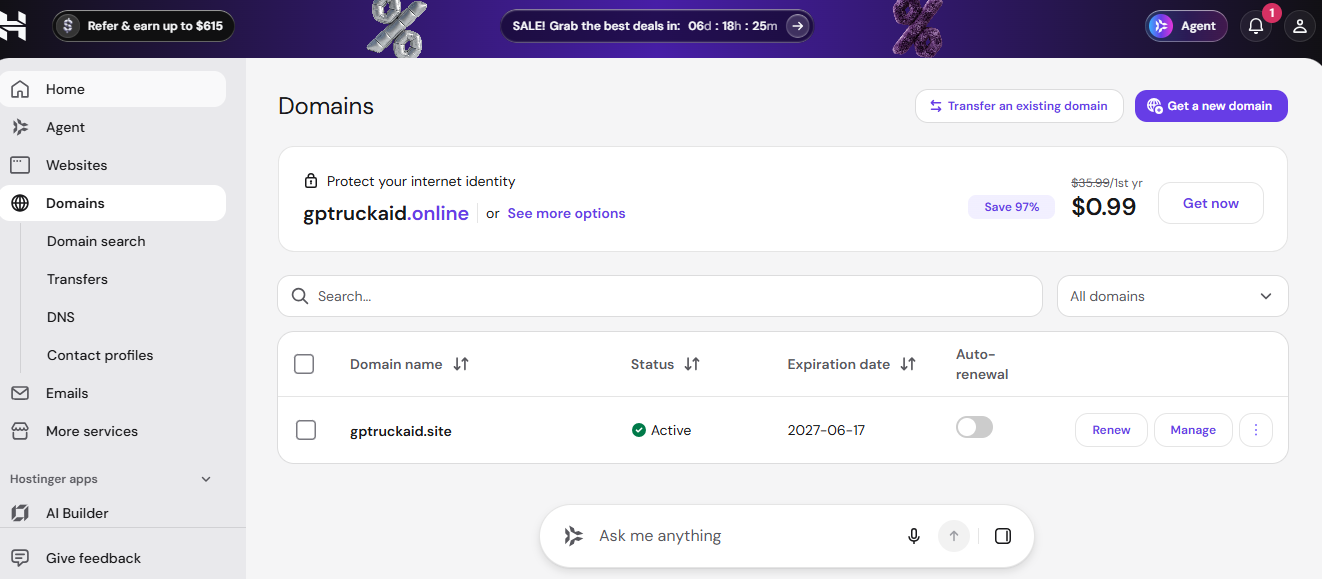 Refer & earn up to $615
SALE! Grab the best deals in: 06d : 18h : 25m
Agent
1
Home
Agent
Websites
Domains
Domain search
Transfers
DNS
Contact profiles
Emails
More services
Hostinger apps
AI Builder
Give feedback
Domains
Transfer an existing domain
Get a new domain
Protect your internet identity
gptruckaid.online or See more options
Save 97%
$35.99/1st yr
$0.99
Get now
Search...
All domains
Domain name
Status
Expiration date
Auto-
renewal
gptruckaid.site
Active
2027-06-17
Renew
Manage
Ask me anything